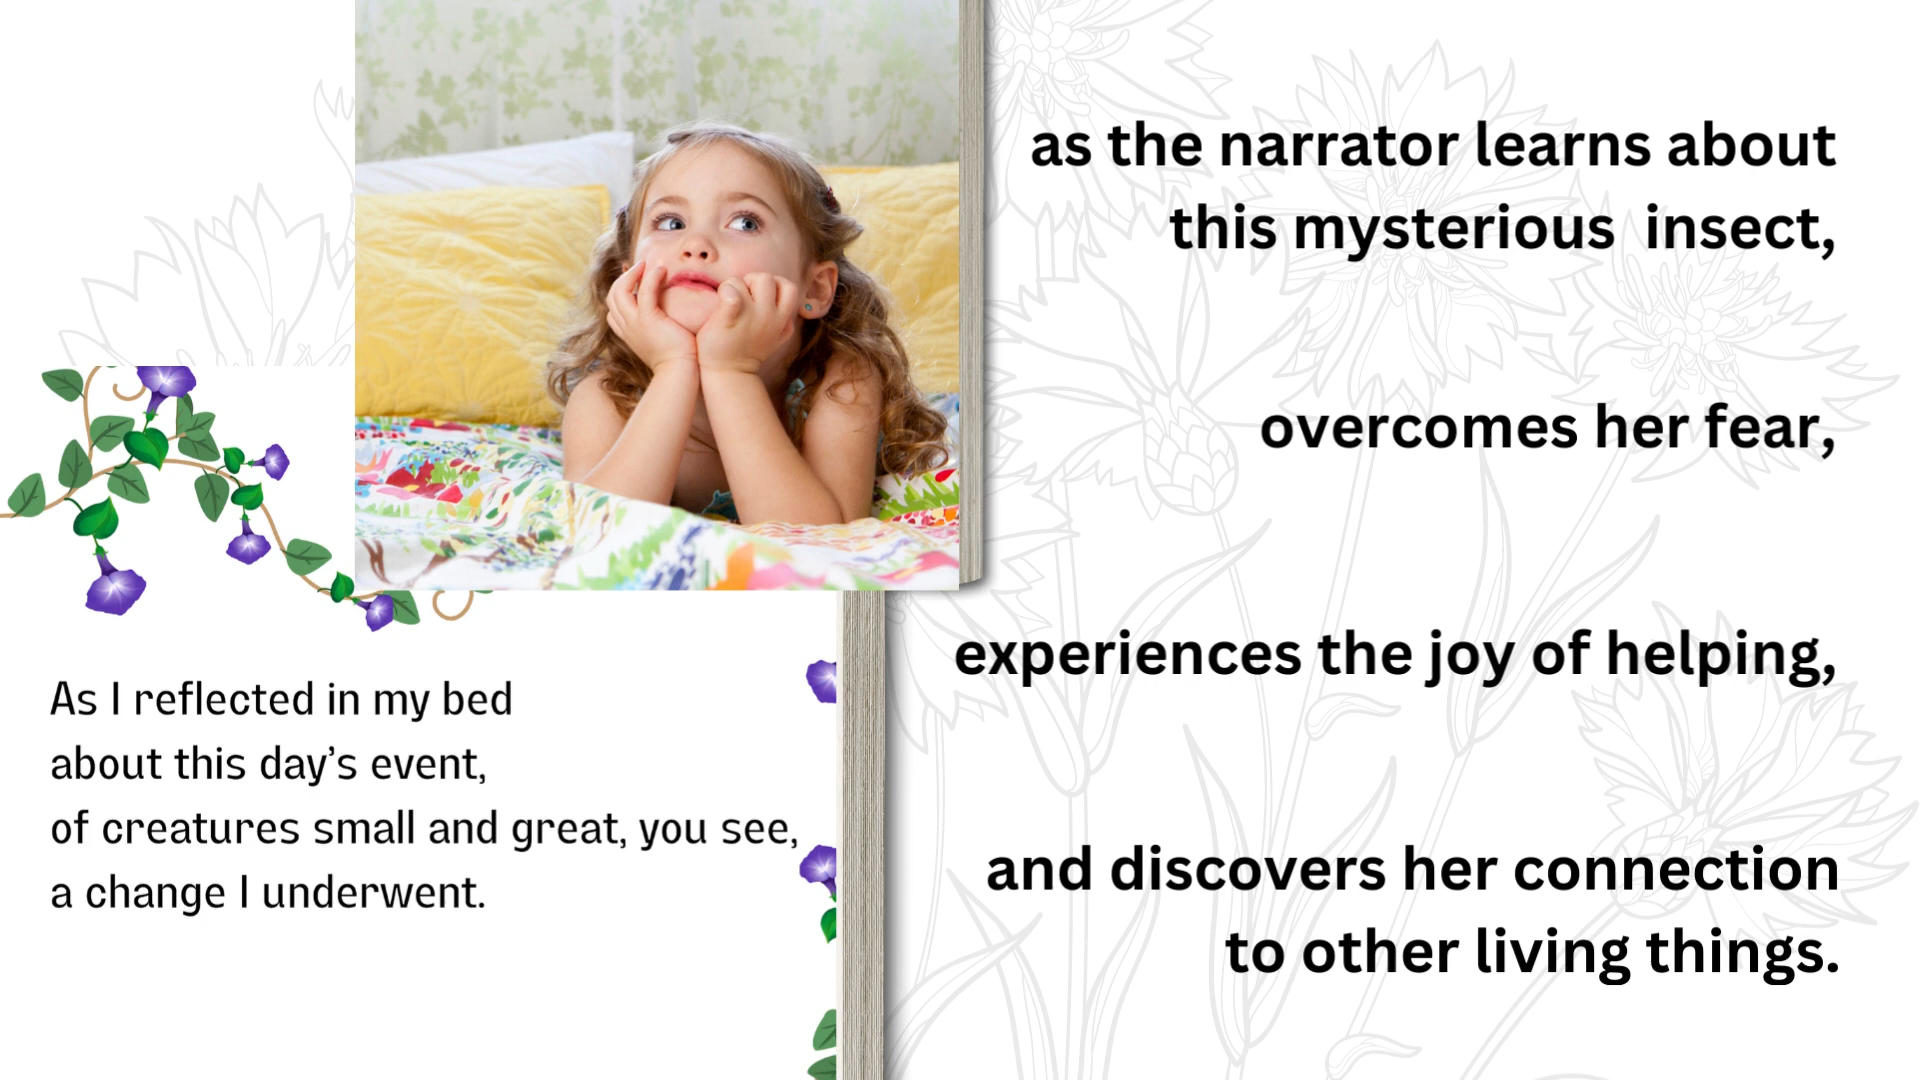 As I reflected in my bed
about this day’s event,
of creatures small and great, you see,
a change I underwent.
as the narrator learns about
this mysterious insect,
overcomes her fear,
experiences the joy of helping,
and discovers her connection
to other living things.